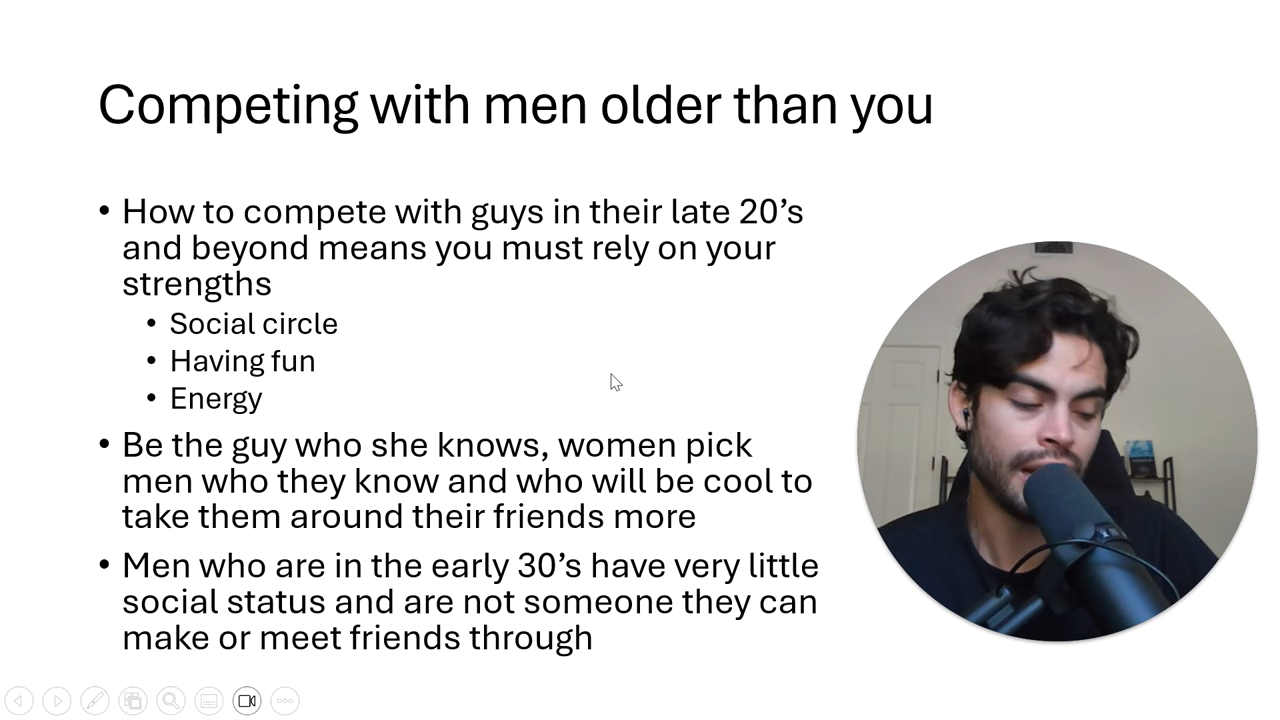 Competing with men older than you
• How to compete with guys in their late 20’s
and beyond means you must rely on your
strengths
• Social circle
• Having fun
• Energy
• Be the guy who she knows, women pick
men who they know and who will be cool to
take them around their friends more
• Men who are in the early 30’s have very little
social status and are not someone they can
make or meet friends through